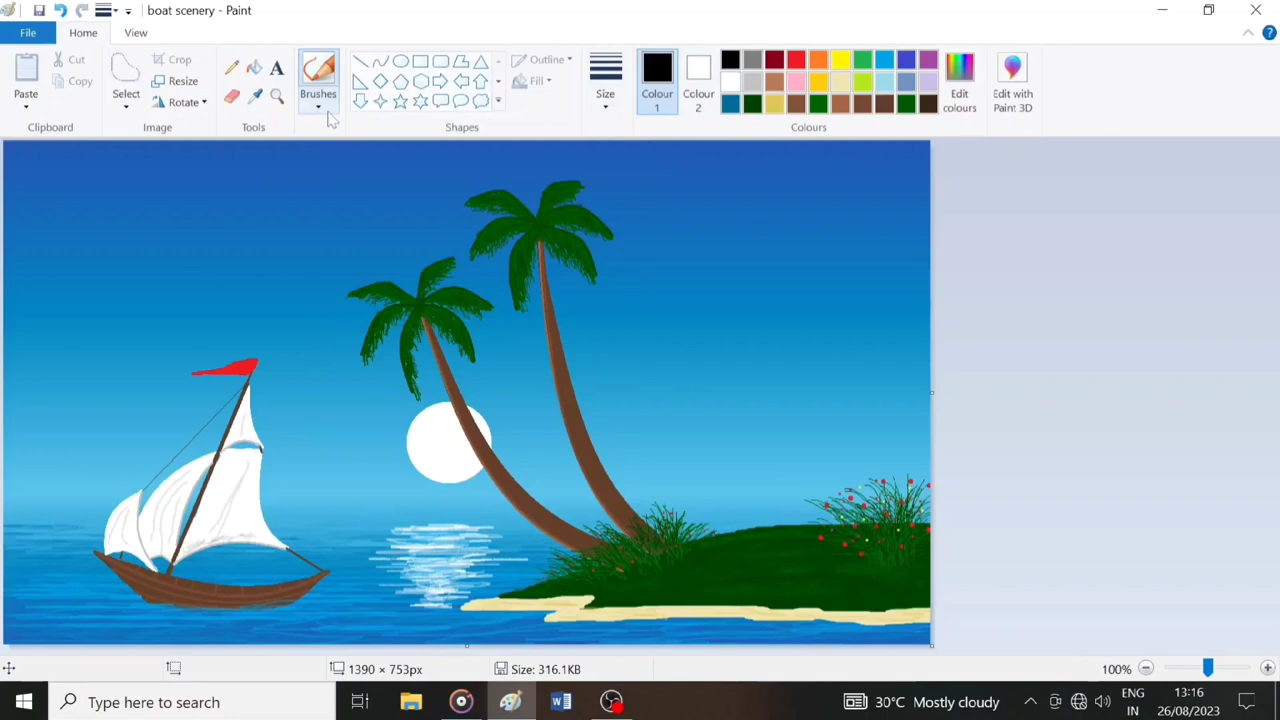 boat scenery - Paint
File
Home
View
Paste
Cut
Copy
Clipboard
Select
Crop
Resize
Rotate
Image
A
Tools
Brushes
Outline
Fill
Shapes
Size
Colour
1
Colour
2
Edit
colours
Colours
Edit with
Paint 3D
1390 × 753px
Size: 316.1KB
100%
Type here to search
W
30°C Mostly cloudy
ENG
IN
13:16
26/08/2023